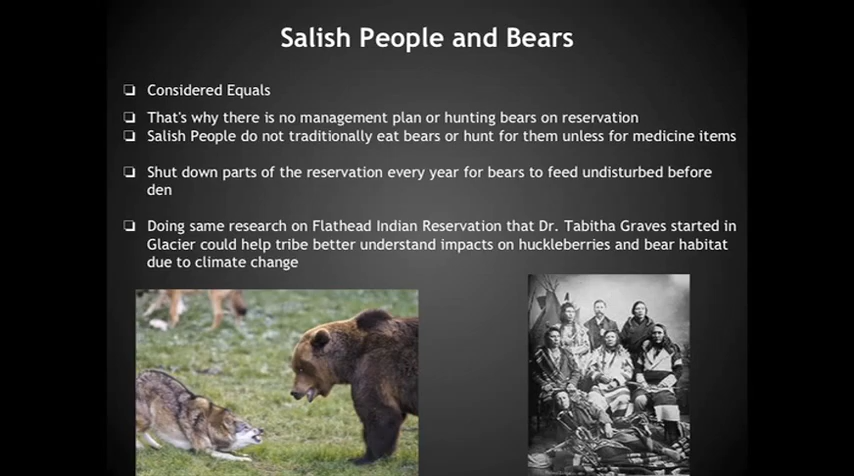 Salish People and Bears
❑ Considered Equals
❑ That's why there is no management plan or hunting bears on reservation
❑ Salish People do not traditionally eat bears or hunt for them unless for medicine items
❑ Shut down parts of the reservation every year for bears to feed undisturbed before
den
❑ Doing same research on Flathead Indian Reservation that Dr. Tabitha Graves started in
Glacier could help tribe better understand impacts on huckleberries and bear habitat
due to climate change